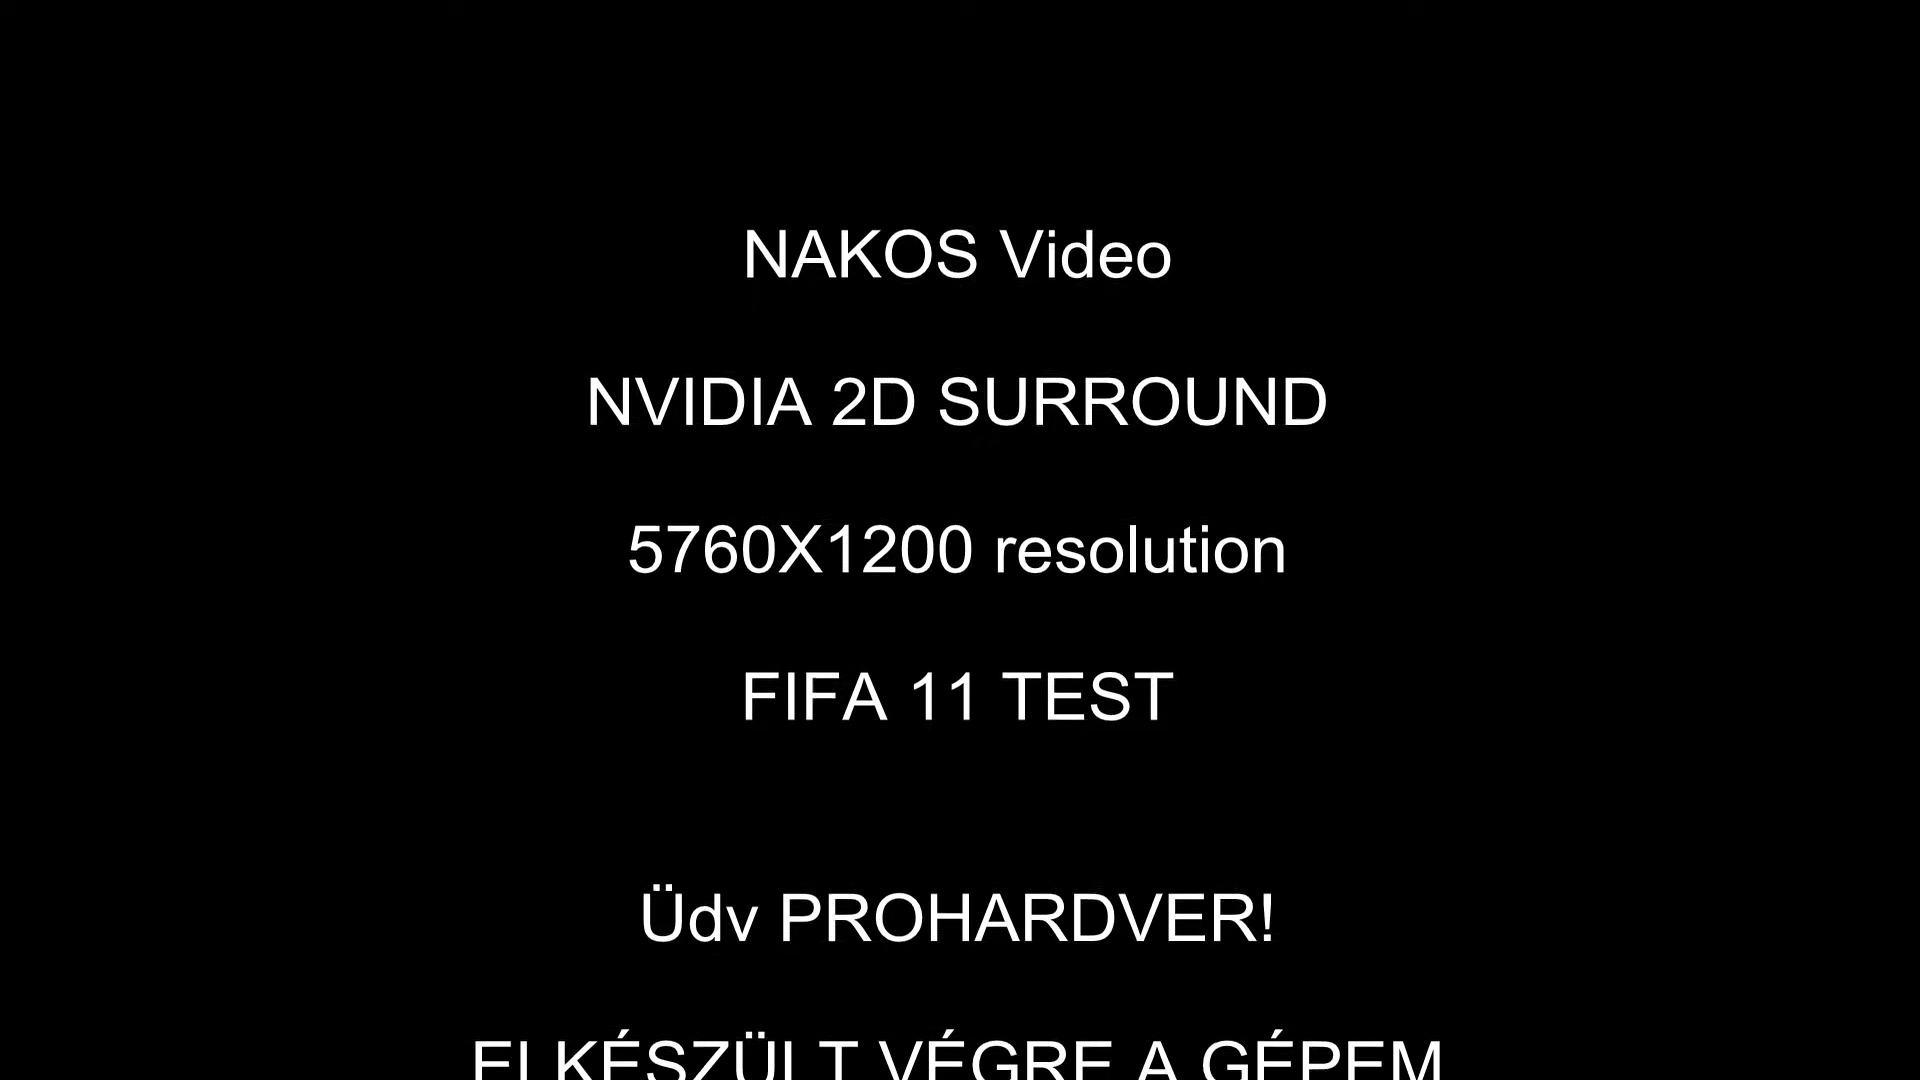 NAKOS Video
NVIDIA 2D SURROUND
5760X1200 resolution
FIFA 11 TEST
Üdv PROHARDVER!
ELKÉSZÜLT VÉGRE A GÉPEM